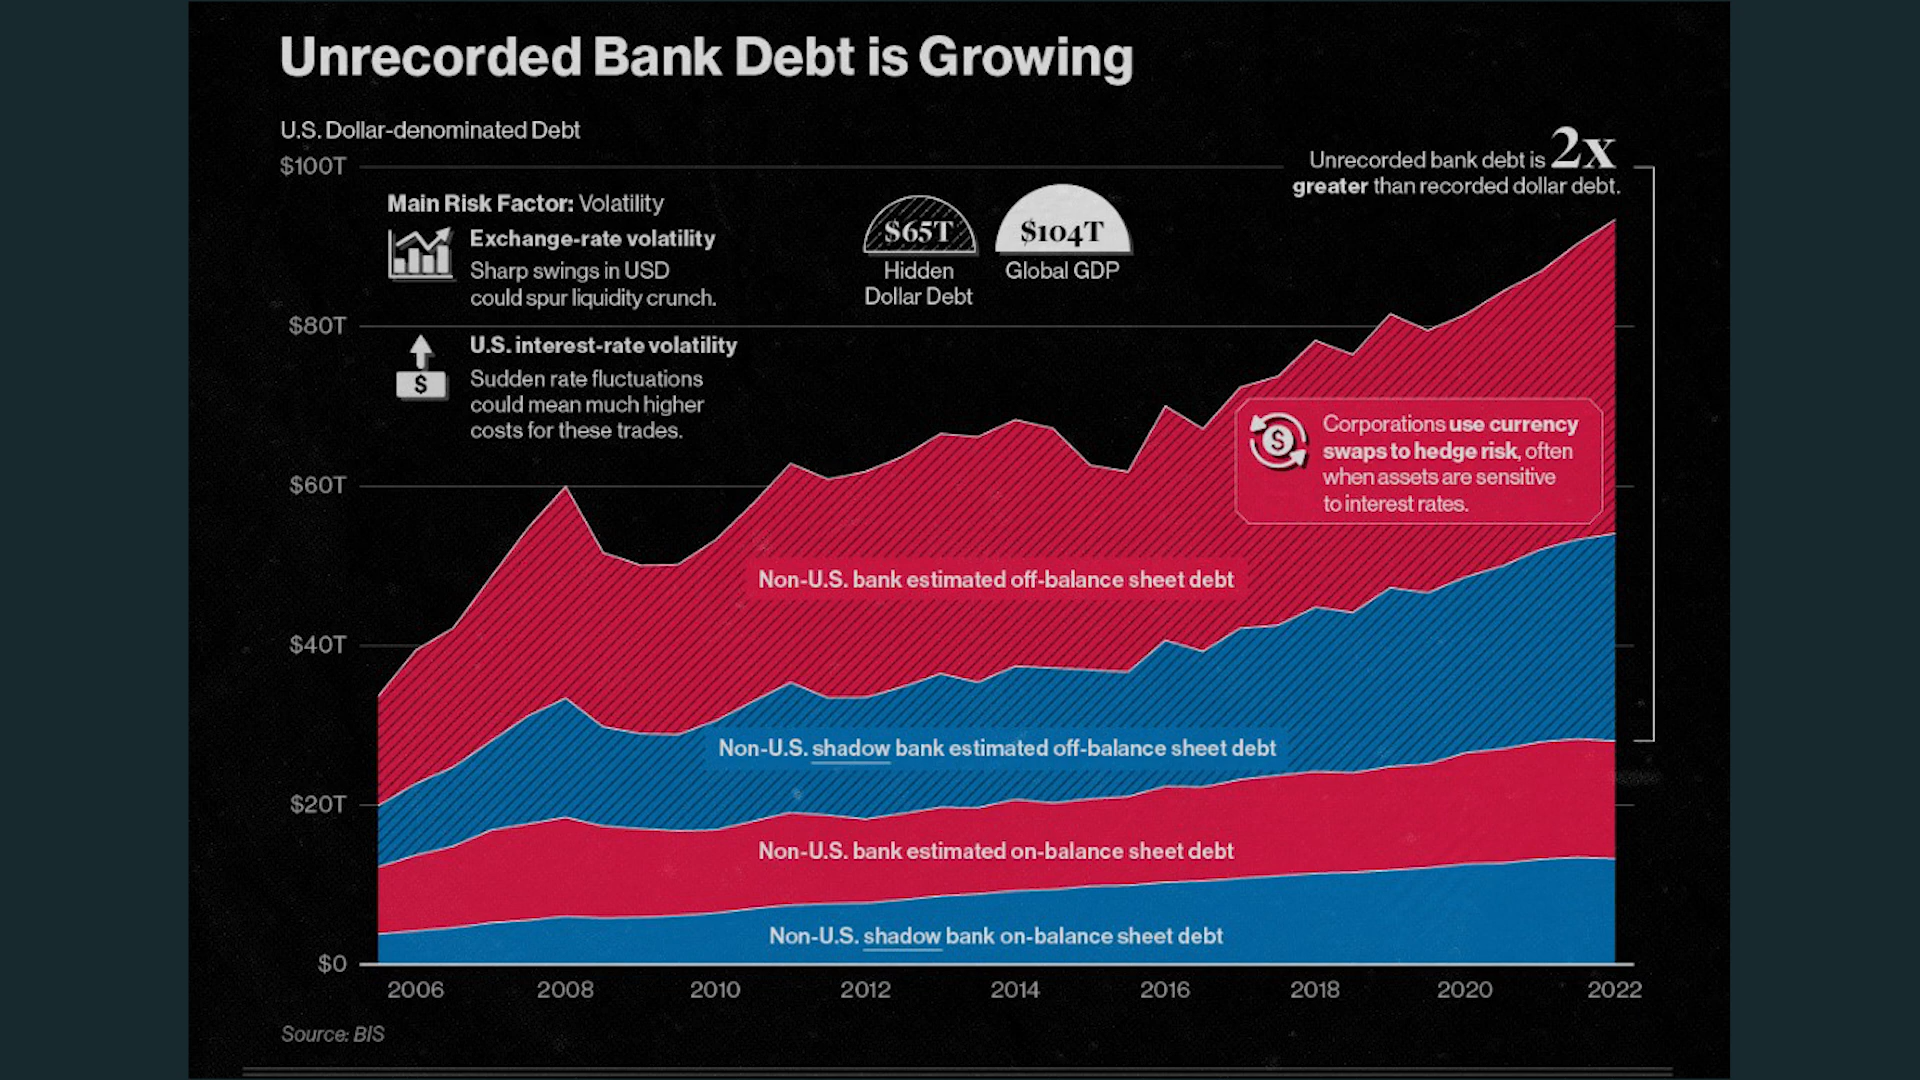 Unrecorded Bank Debt is Growing
U.S. Dollar-denominated Debt
$100T
$80T
$60T
$40T
$20T
$0
Main Risk Factor: Volatility
Exchange-rate volatility
Sharp swings in USD
could spur liquidity crunch.
U.S. interest-rate volatility
$
Sudden rate fluctuations
could mean much higher
costs for these trades.
$65T
Hidden
Dollar Debt
$104T
Global GDP
Unrecorded bank debt is 2x
greater than recorded dollar debt.
$
Corporations use currency
swaps to hedge risk, often
when assets are sensitive
to interest rates.
Non-U.S. bank estimated off-balance sheet debt
Non-U.S. shadow bank estimated off-balance sheet debt
Non-U.S. bank estimated on-balance sheet debt
Non-U.S. shadow bank on-balance sheet debt
2006 2008 2010 2012 2014 2016 2018 2020 2022
Source: BIS